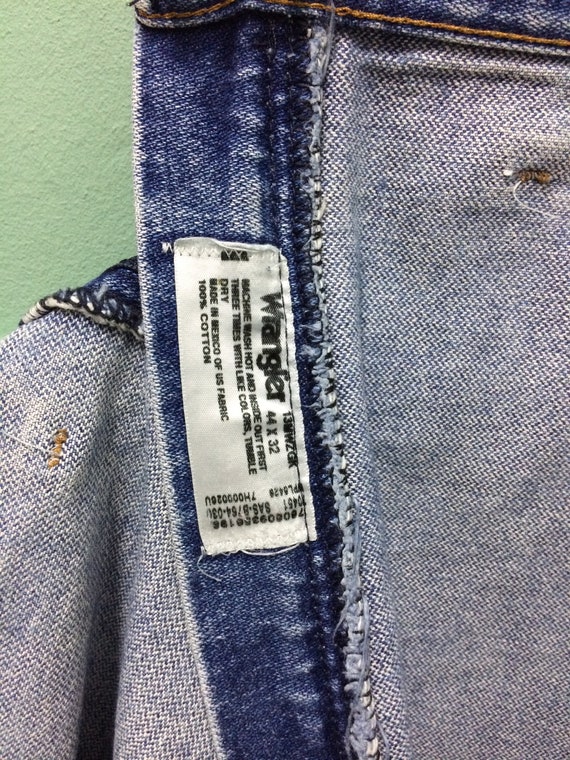 Wrangler
13MWZGK
44 X 32
MACHINE WASH HOT AND INSIDE OUT FIRST
THREE TIMES WITH LIKE COLORS, TUMBLE
DRY
MADE IN MEXICO OF US FABRIC
100% COTTON
7H000026U